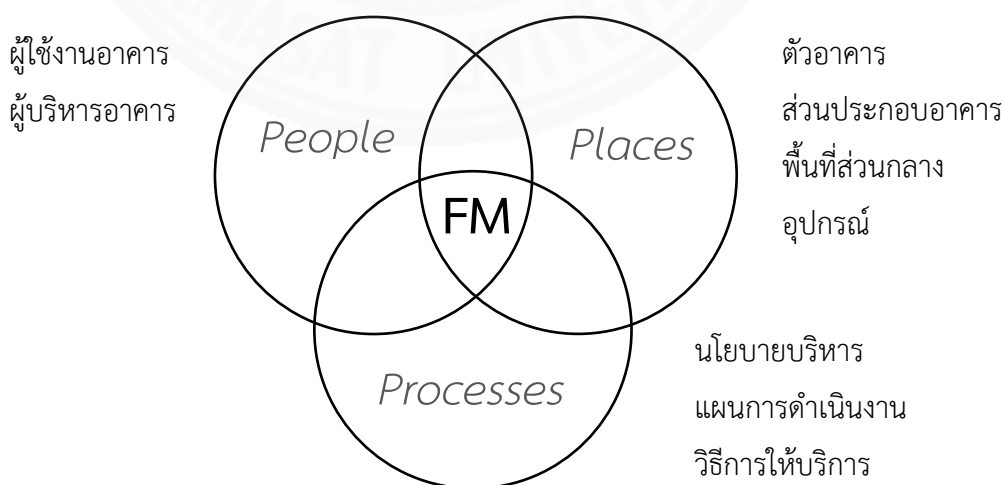 ผู้ใช้งานอาคาร
ผู้บริหารอาคาร
People
Places
ตัวอาคาร
ส่วนประกอบอาคาร
พื้นที่ส่วนกลาง
อุปกรณ์
FM
Processes
นโยบายบริหาร
แผนการดำเนินงาน
วิธีการให้บริการ